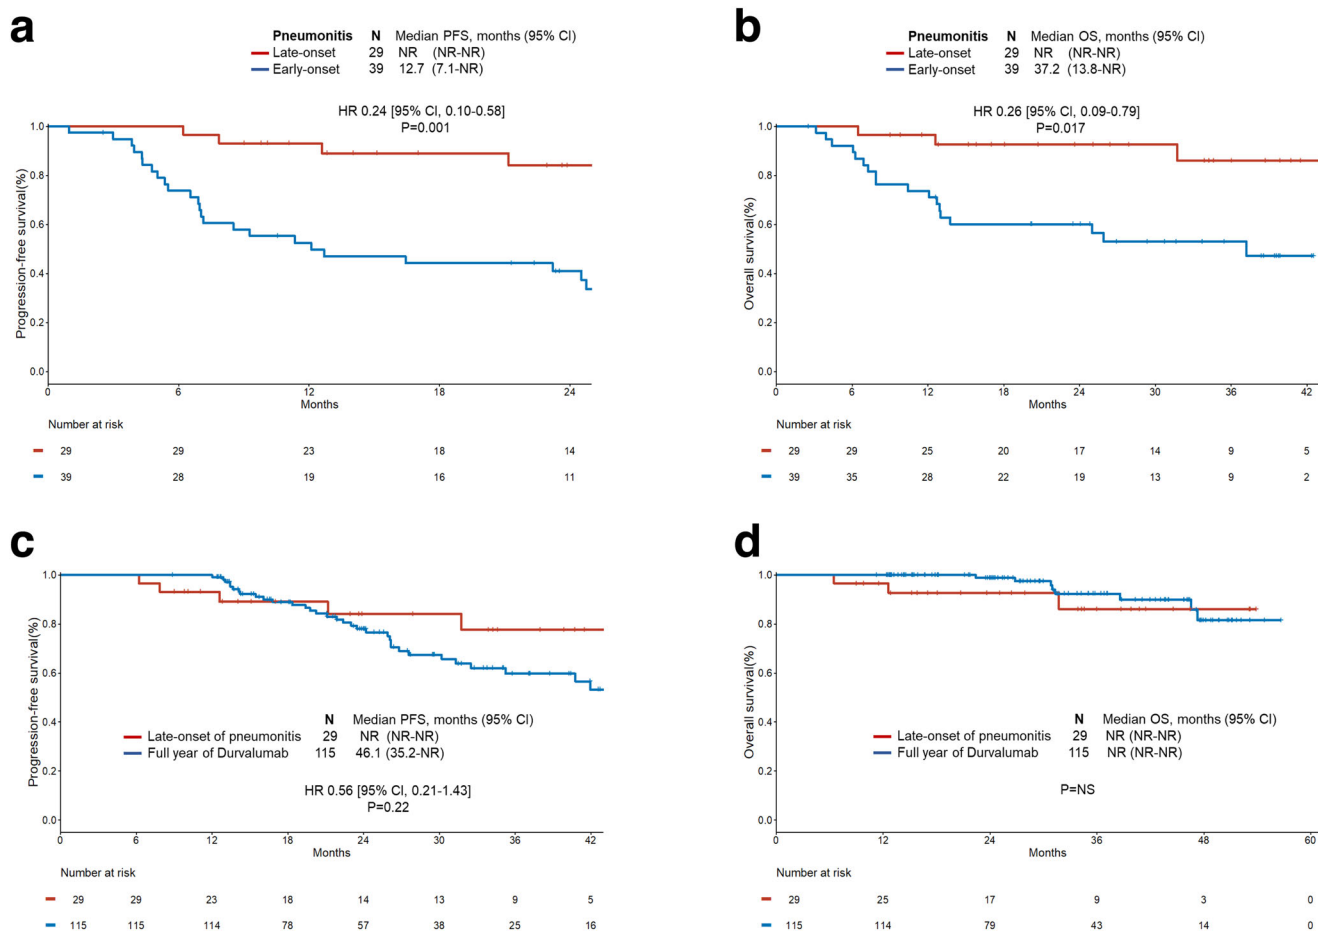 a
Pneumonitis N Median PFS, months (95% CI)
Late-onset 29 NR (NR-NR)
Early-onset 39 12.7 (7.1-NR)
HR 0.24 [95% CI, 0.10-0.58]
P=0.001
Progression-free survival(%)
1.0
0.8
0.6
0.4
0.2
0.0
0 6 12 18 24
Months
Number at risk
29 29 23 18 14
39 28 19 16 11
b
Pneumonitis N Median OS, months (95% CI)
Late-onset 29 NR (NR-NR)
Early-onset 39 37.2 (13.8-NR)
HR 0.26 [95% CI, 0.09-0.79]
P=0.017
Overall survival(%)
1.0
0.8
0.6
0.4
0.2
0.0
0 6 12 18 24 30 36 42
Months
Number at risk
29 29 25 20 17 14 9 5
39 35 28 22 19 13 9 2
c
Progression-free survival(%)
1.0
0.8
0.6
0.4
0.2
0.0
N Median PFS, months (95% CI)
Late-onset of pneumonitis 29 NR (NR-NR)
Full year of Durvalumab 115 46.1 (35.2-NR)
HR 0.56 [95% CI, 0.21-1.43]
P=0.22
0 6 12 18 24 30 36 42
Months
Number at risk
29 29 23 18 14 13 9 5
115 115 114 78 57 38 25 16
d
Overall survival(%)
1.0
0.8
0.6
0.4
0.2
0.0
N Median OS, months (95% CI)
Late-onset of pneumonitis 29 NR (NR-NR)
Full year of Durvalumab 115 NR (NR-NR)
P=NS
0 12 24 36 48 60
Months
Number at risk
29 25 17 9 3 0
115 114 79 43 14 0